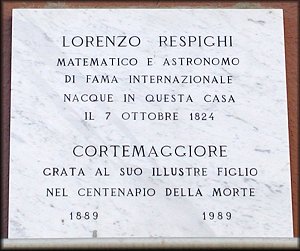 LORENZO RESPIGHI
MATEMATICO E ASTRONOMO
DI FAMA INTERNAZIONALE
NACQUE IN QUESTA CASA
IL 7 OTTOBRE 1824
CORTEMAGGIORE
GRATA AL SUO ILLUSTRE FIGLIO
NEL CENTENARIO DELLA MORTE
1889 1989